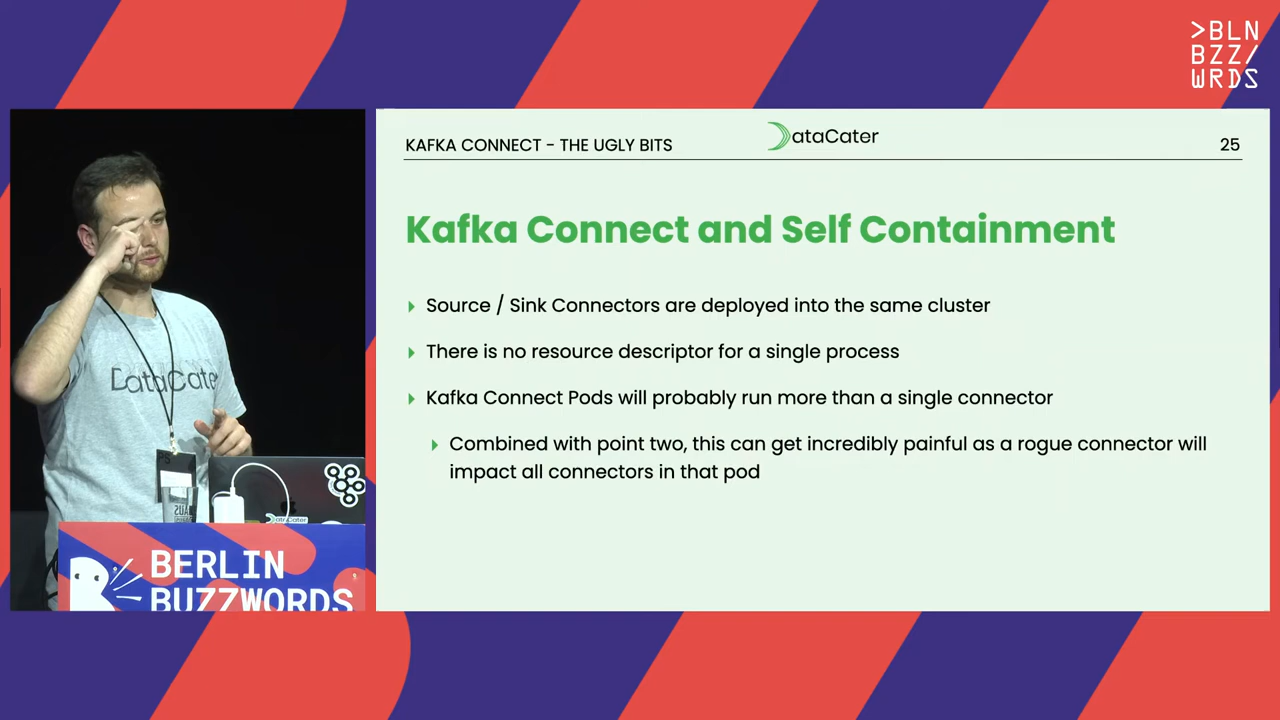 >BLN
BZZ/
WRDS
KAFKA CONNECT - THE UGLY BITS
DataCater
25
Kafka Connect and Self Containment
Source / Sink Connectors are deployed into the same cluster
There is no resource descriptor for a single process
Kafka Connect Pods will probably run more than a single connector
Combined with point two, this can get incredibly painful as a rogue connector will
impact all connectors in that pod
DataCater
DataCater
BERLIN
BUZZWORDS